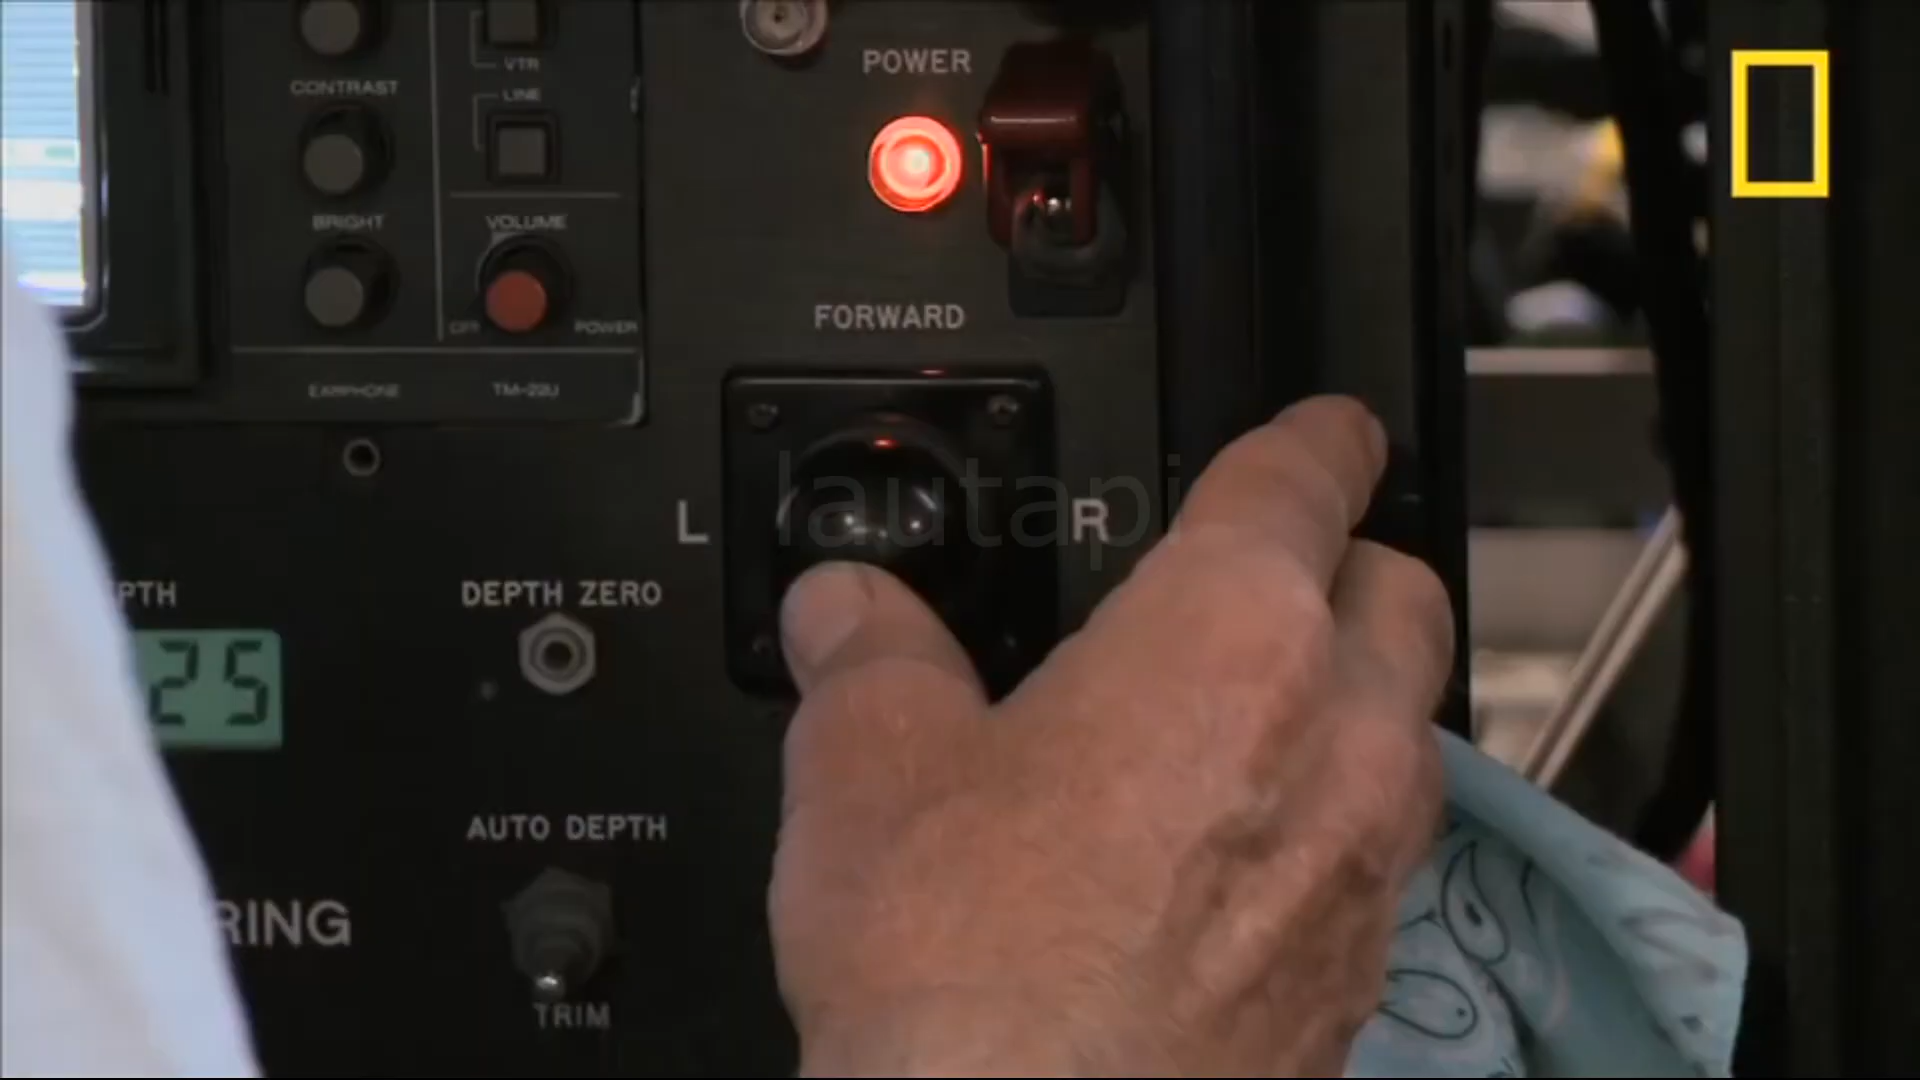 POWER
CONTRAST
VTR
LINE
BRIGHT
VOLUME
FORWARD
OFF
POWER
EARPHONE
TM-22U
lautapi
L
R
PTH
DEPTH ZERO
25
AUTO DEPTH
RING
TRIM